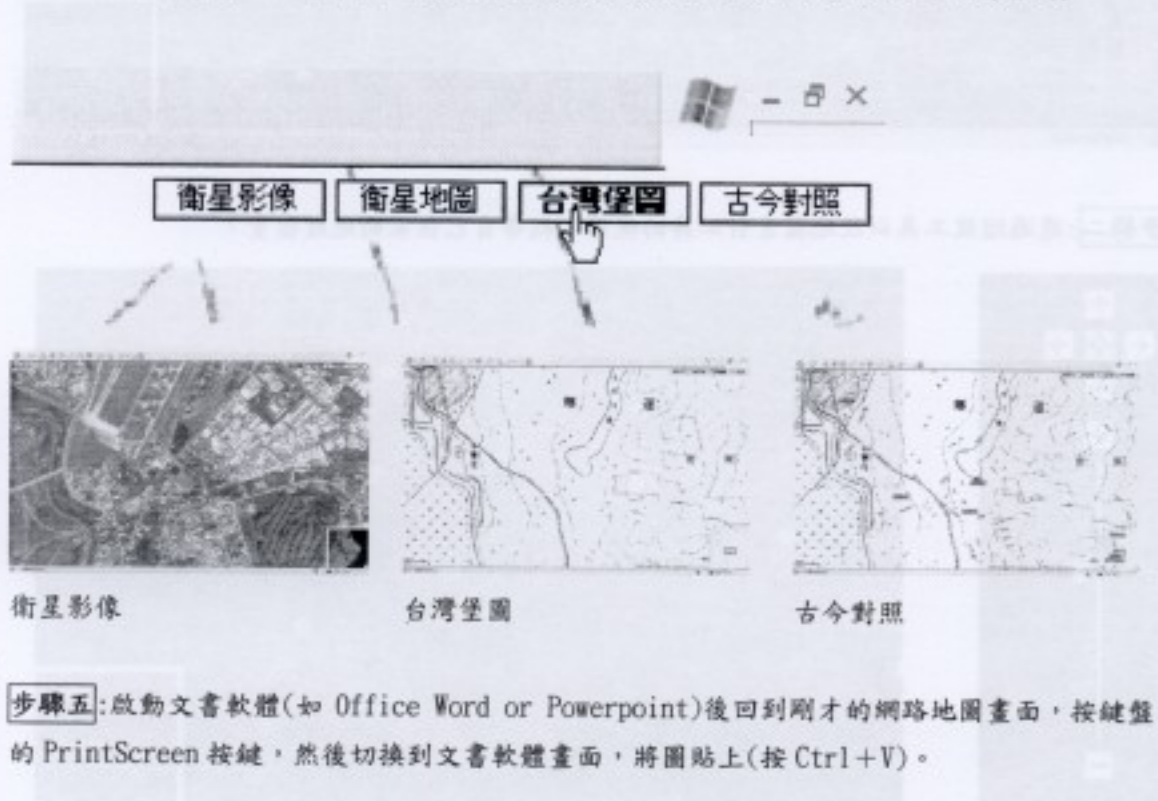 衛星影像 衛星地圖 台灣堡圖 古今對照
衛星影像 台灣堡圖 古今對照
步驟五:啟動文書軟體(如 Office Word or Powerpoint)後回到剛才的網路地圖畫面，按鍵盤
的 PrintScreen 按鍵，然後切換到文書軟體畫面，將圖貼上(按 Ctrl＋V)。